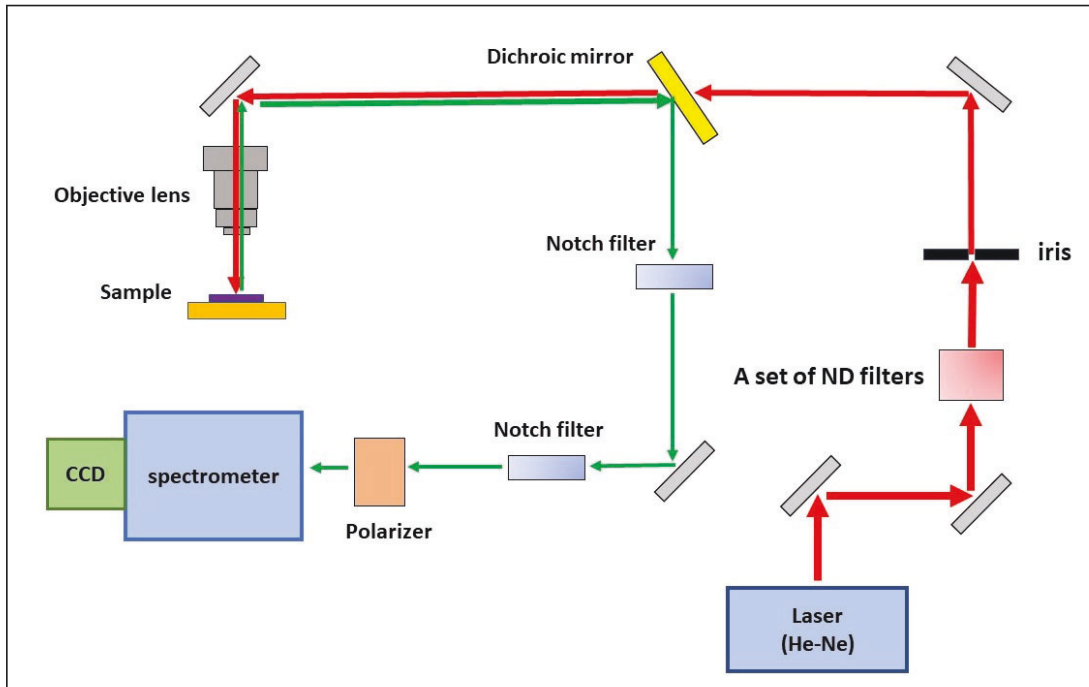 Dichroic mirror
Objective lens
Notch filter
iris
Sample
A set of ND filters
Notch filter
CCD
spectrometer
Polarizer
Laser
(He-Ne)